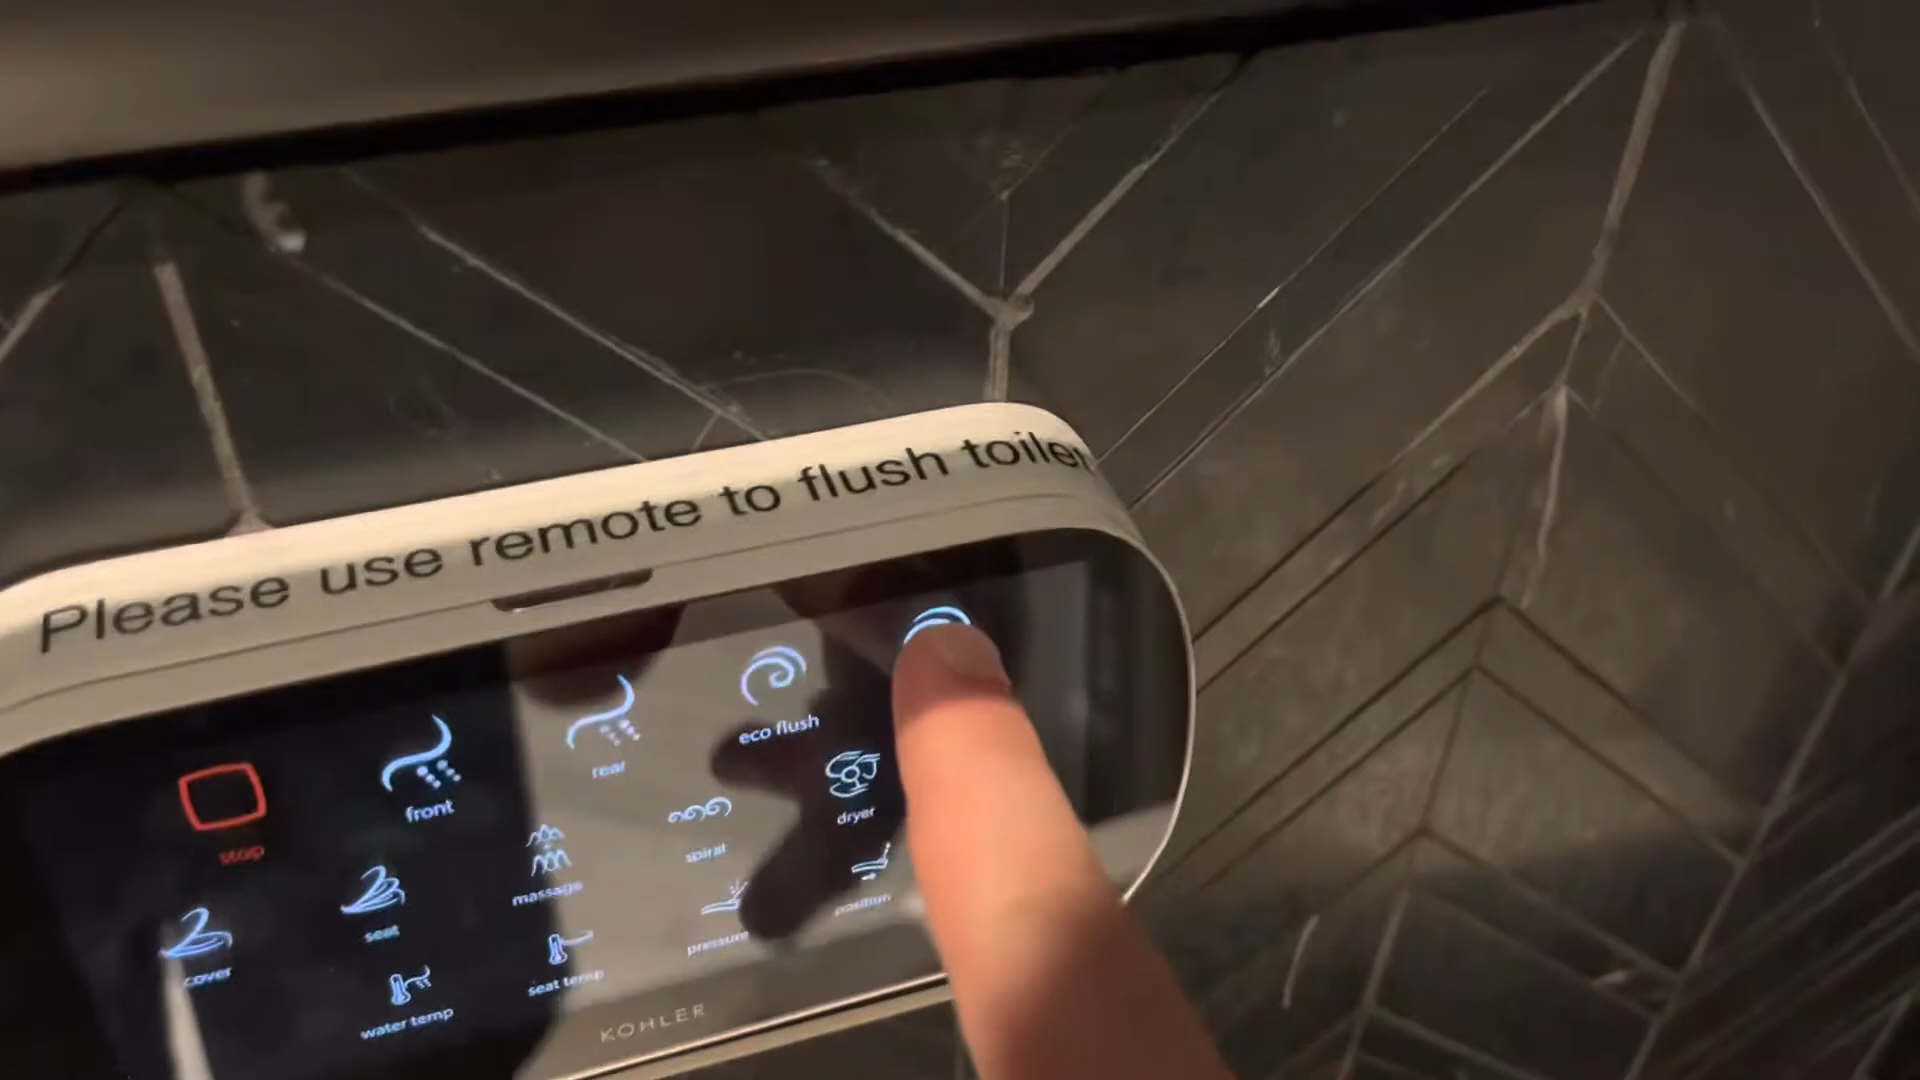 Please use remote to flush toilet
stop
front
rear
eco flush
cover
seat
massage
spiral
dryer
water temp
seat temp
pressure
position
KOHLER